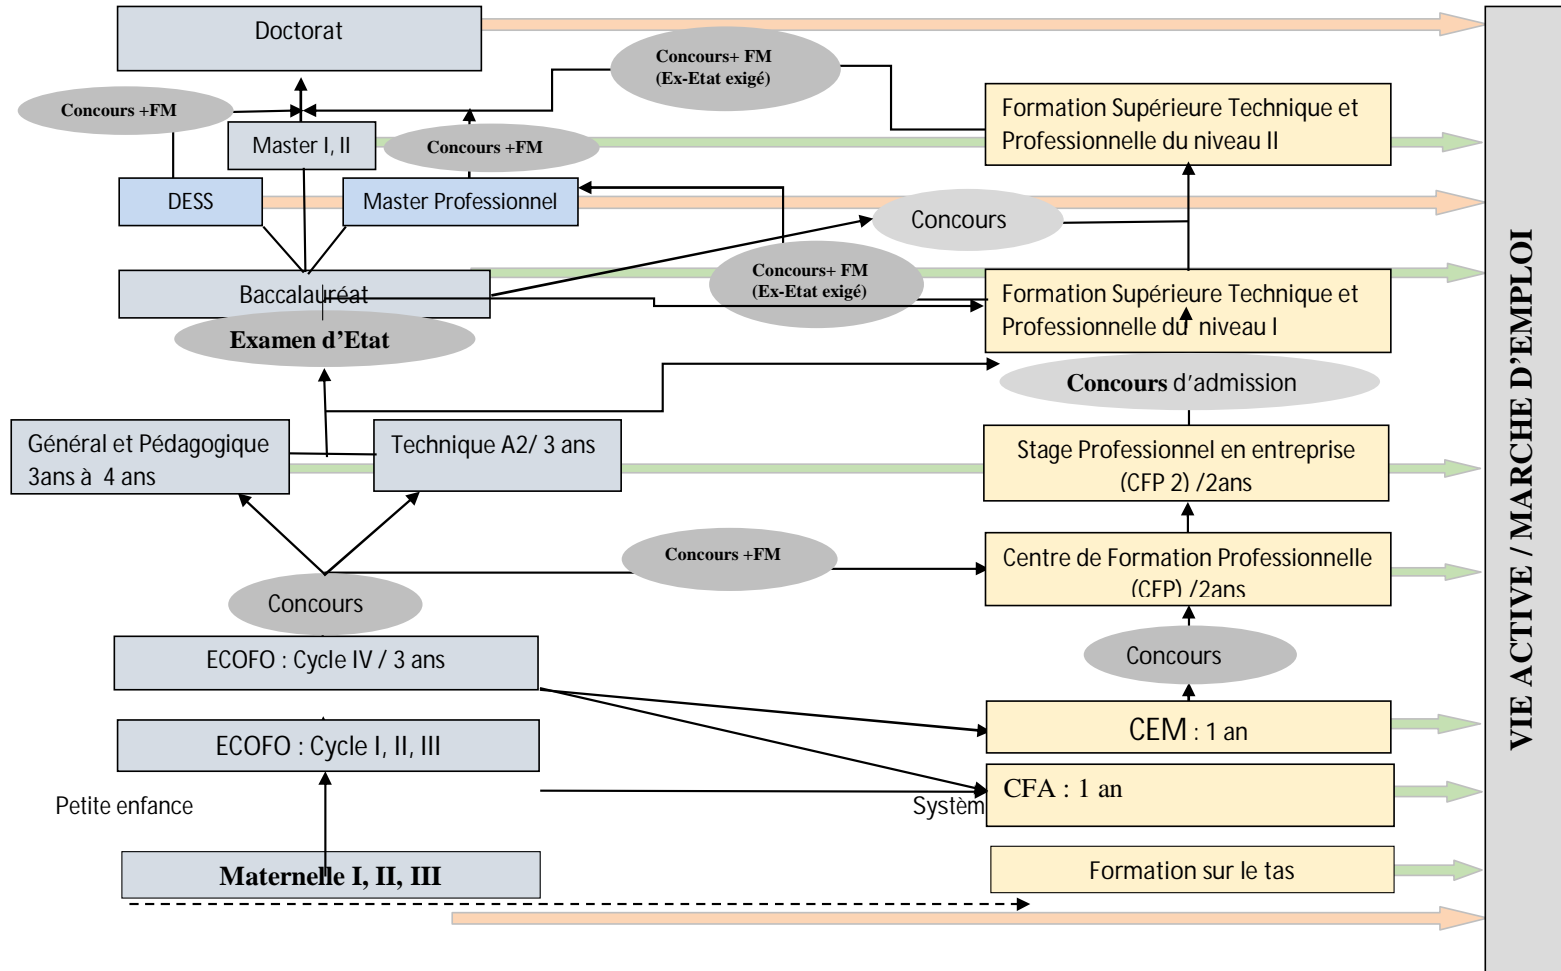 Doctorat
Concours+ FM
(Ex-Etat exigé)
Concours +FM
Formation Supérieure Technique et
Professionnelle du niveau II
Master I, II
Concours +FM
DESS
Master Professionnel
Concours
Baccalauréat
Concours+ FM
(Ex-Etat exigé)
Formation Supérieure Technique et
Professionnelle du niveau I
Examen d’Etat
Concours d’admission
Général et Pédagogique
3ans à 4 ans
Technique A2/ 3 ans
Stage Professionnel en entreprise
(CFP 2) /2ans
Concours +FM
Centre de Formation Professionnelle
(CFP) /2ans
Concours
ECOFO : Cycle IV / 3 ans
Concours
ECOFO : Cycle I, II, III
CEM : 1 an
Petite enfance
Systèm
CFA : 1 an
Maternelle I, II, III
Formation sur le tas
VIE ACTIVE / MARCHE D’EMPLOI